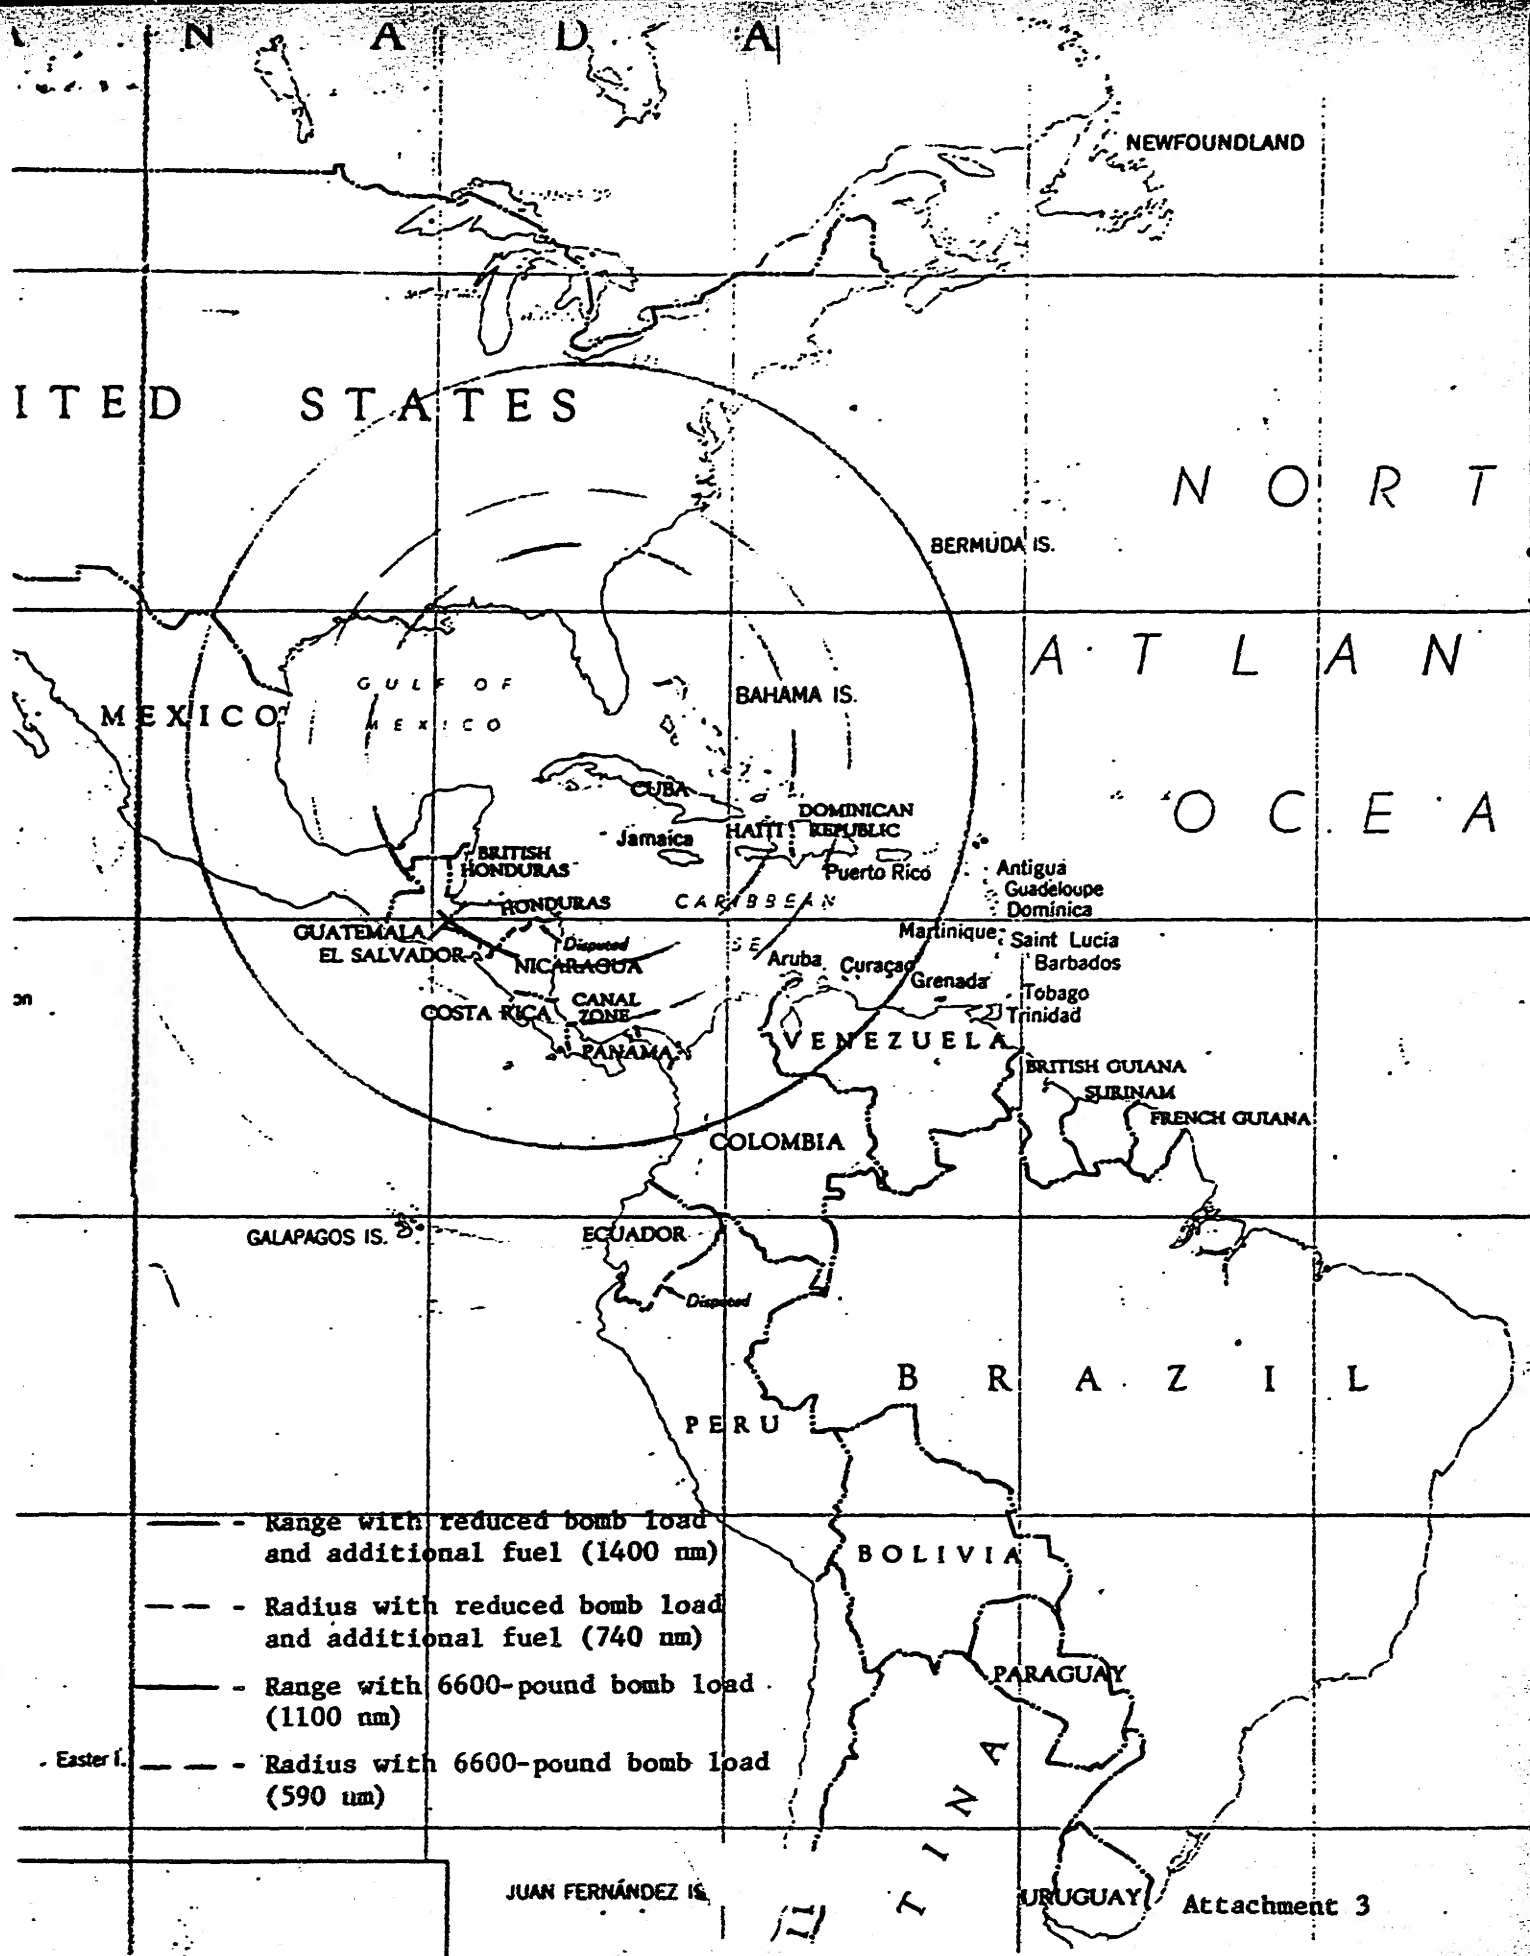 N A D A
NEWFOUNDLAND
ITED STATES
NORT
BERMUDA IS.
ATLAN
GULF OF
MEXICO
BAHAMA IS.
MEXICO
CUBA
OCEA
DOMINICAN
REPUBLIC
HAITI
Jamaica
Puerto Rico
BRITISH
HONDURAS
Antigua
Guadeloupe
Dominica
CARIBBEAN
SE
HONDURAS
GUATEMALA
EL SALVADOR
Disputed
NICARAGUA
Martinique
Saint Lucia
Barbados
Aruba
Curaçao
Grenada
Tobago
Trinidad
COSTA RICA
CANAL
ZONE
PANAMA
VENEZUELA
BRITISH GUIANA
SURINAM
FRENCH GUIANA
COLOMBIA
GALAPAGOS IS.
ECUADOR
Disputed
BRAZIL
PERU
- Range with reduced bomb load
and additional fuel (1400 nm)
BOLIVIA
- Radius with reduced bomb load
and additional fuel (740 nm)
PARAGUAY
- Range with 6600-pound bomb load
(1100 nm)
Easter I.
- Radius with 6600-pound bomb load
(590 nm)
TINA
JUAN FERNÁNDEZ IS.
URUGUAY
Attachment 3